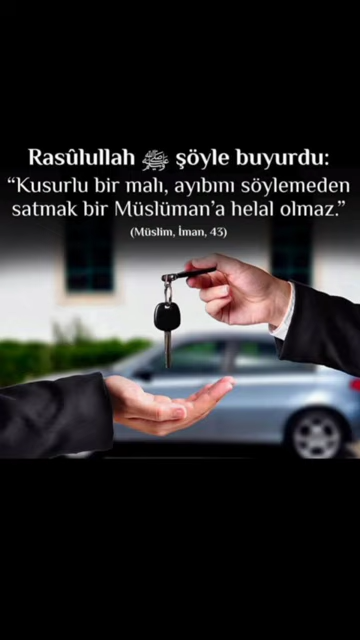 Rasûlullah ﷺ şöyle buyurdu:
“Kusurlu bir malı, ayıbını söylemeden
satmak bir Müslüman’a helal olmaz.”
(Müslim, İman, 43)